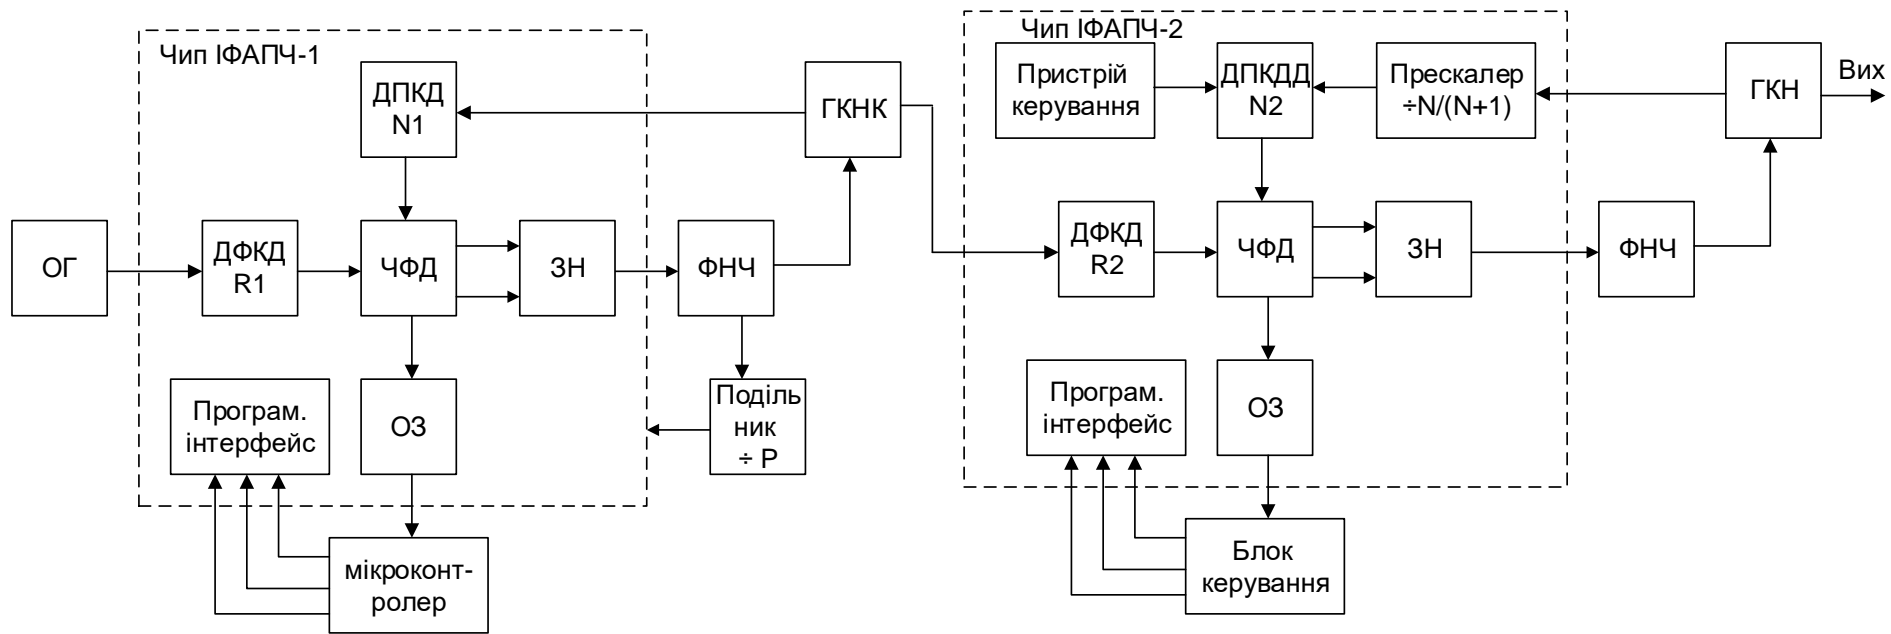 Чип ІФАПЧ-1
ДПКД
N1
ГКНК
ОГ
ДФКД
R1
ЧФД
ЗН
ФНЧ
Програм.
інтерфейс
ОЗ
Подільник
÷ P
мікроконт-
ролер
Чип ІФАПЧ-2
Пристрій
керування
ДПКДД
N2
Прескалер
÷N/(N+1)
ГКН
Вих
ДФКД
R2
ЧФД
ЗН
ФНЧ
Програм.
інтерфейс
ОЗ
Блок
керування